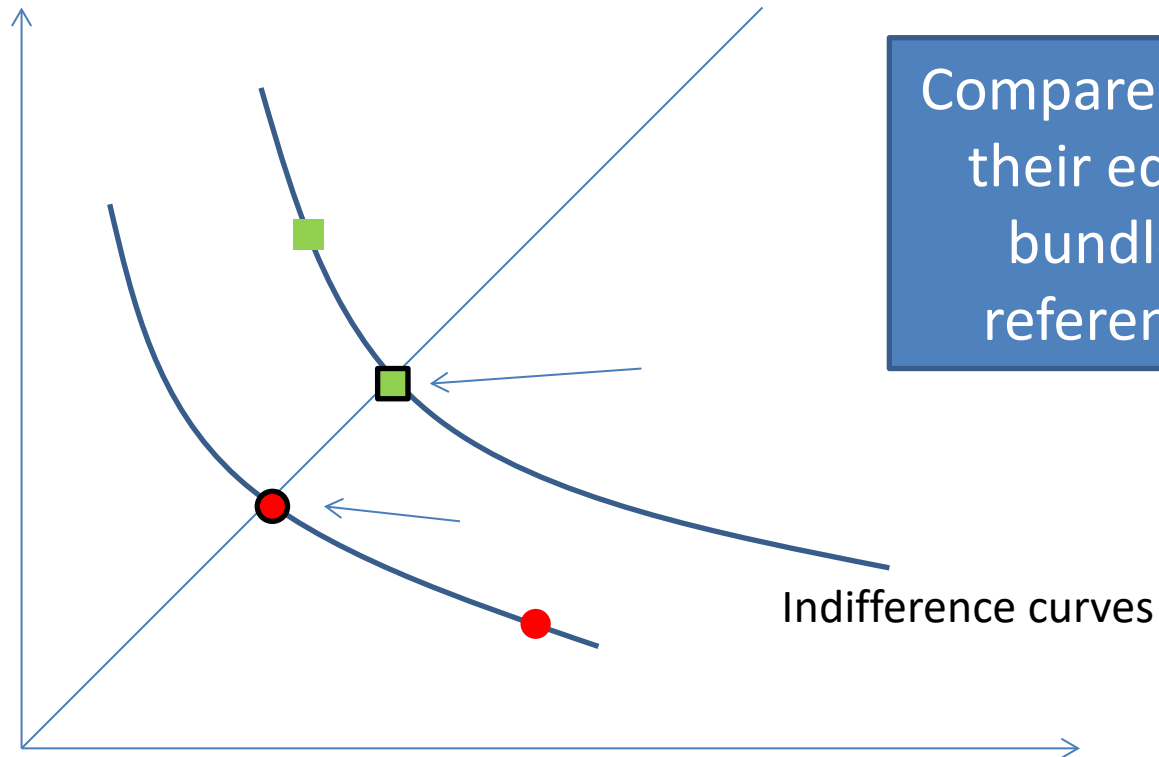 Compare
their
bundl
referen
Indifference curves